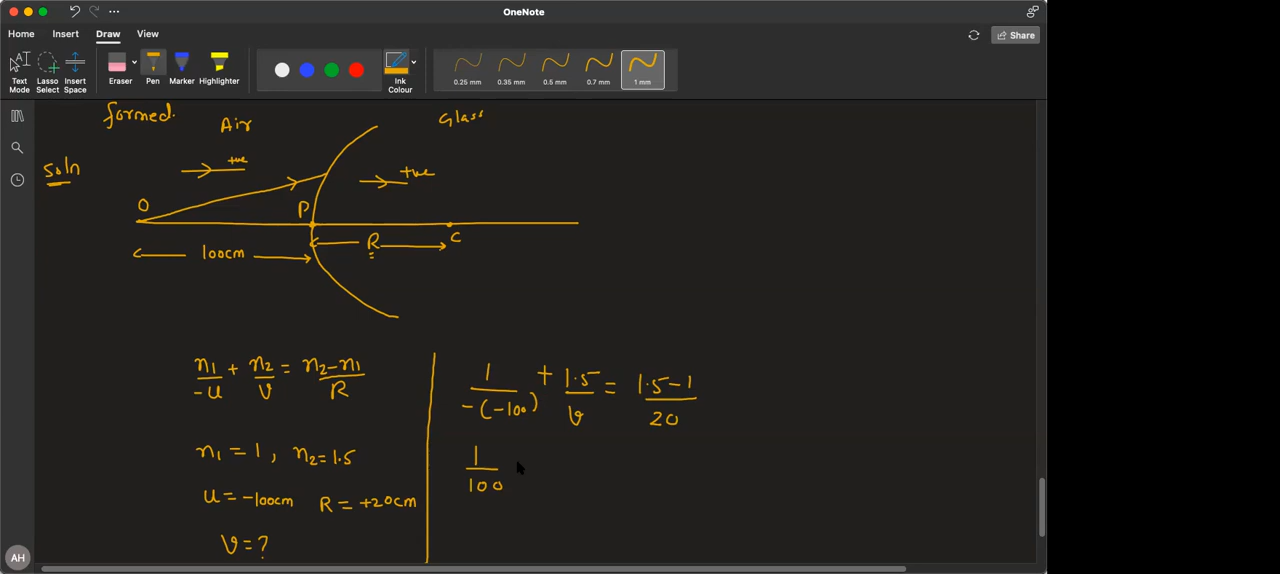 OneNote
Home Insert Draw View
Share
Text Mode
Lasso Select
Insert Space
Eraser
Pen
Marker
Highlighter
Ink Colour
0.25 mm
0.35 mm
0.5 mm
0.7 mm
1 mm
formed.
Air
Glass
Soln
+ve
+ve
O
P
R
C
100cm
n₁/-u + n₂/v = n₂-n₁/R
n₁ = 1, n₂ = 1.5
u = -100cm R = +20cm
v = ?
1/-(-100) + 1.5/v = 1.5-1/20
1/100
AH